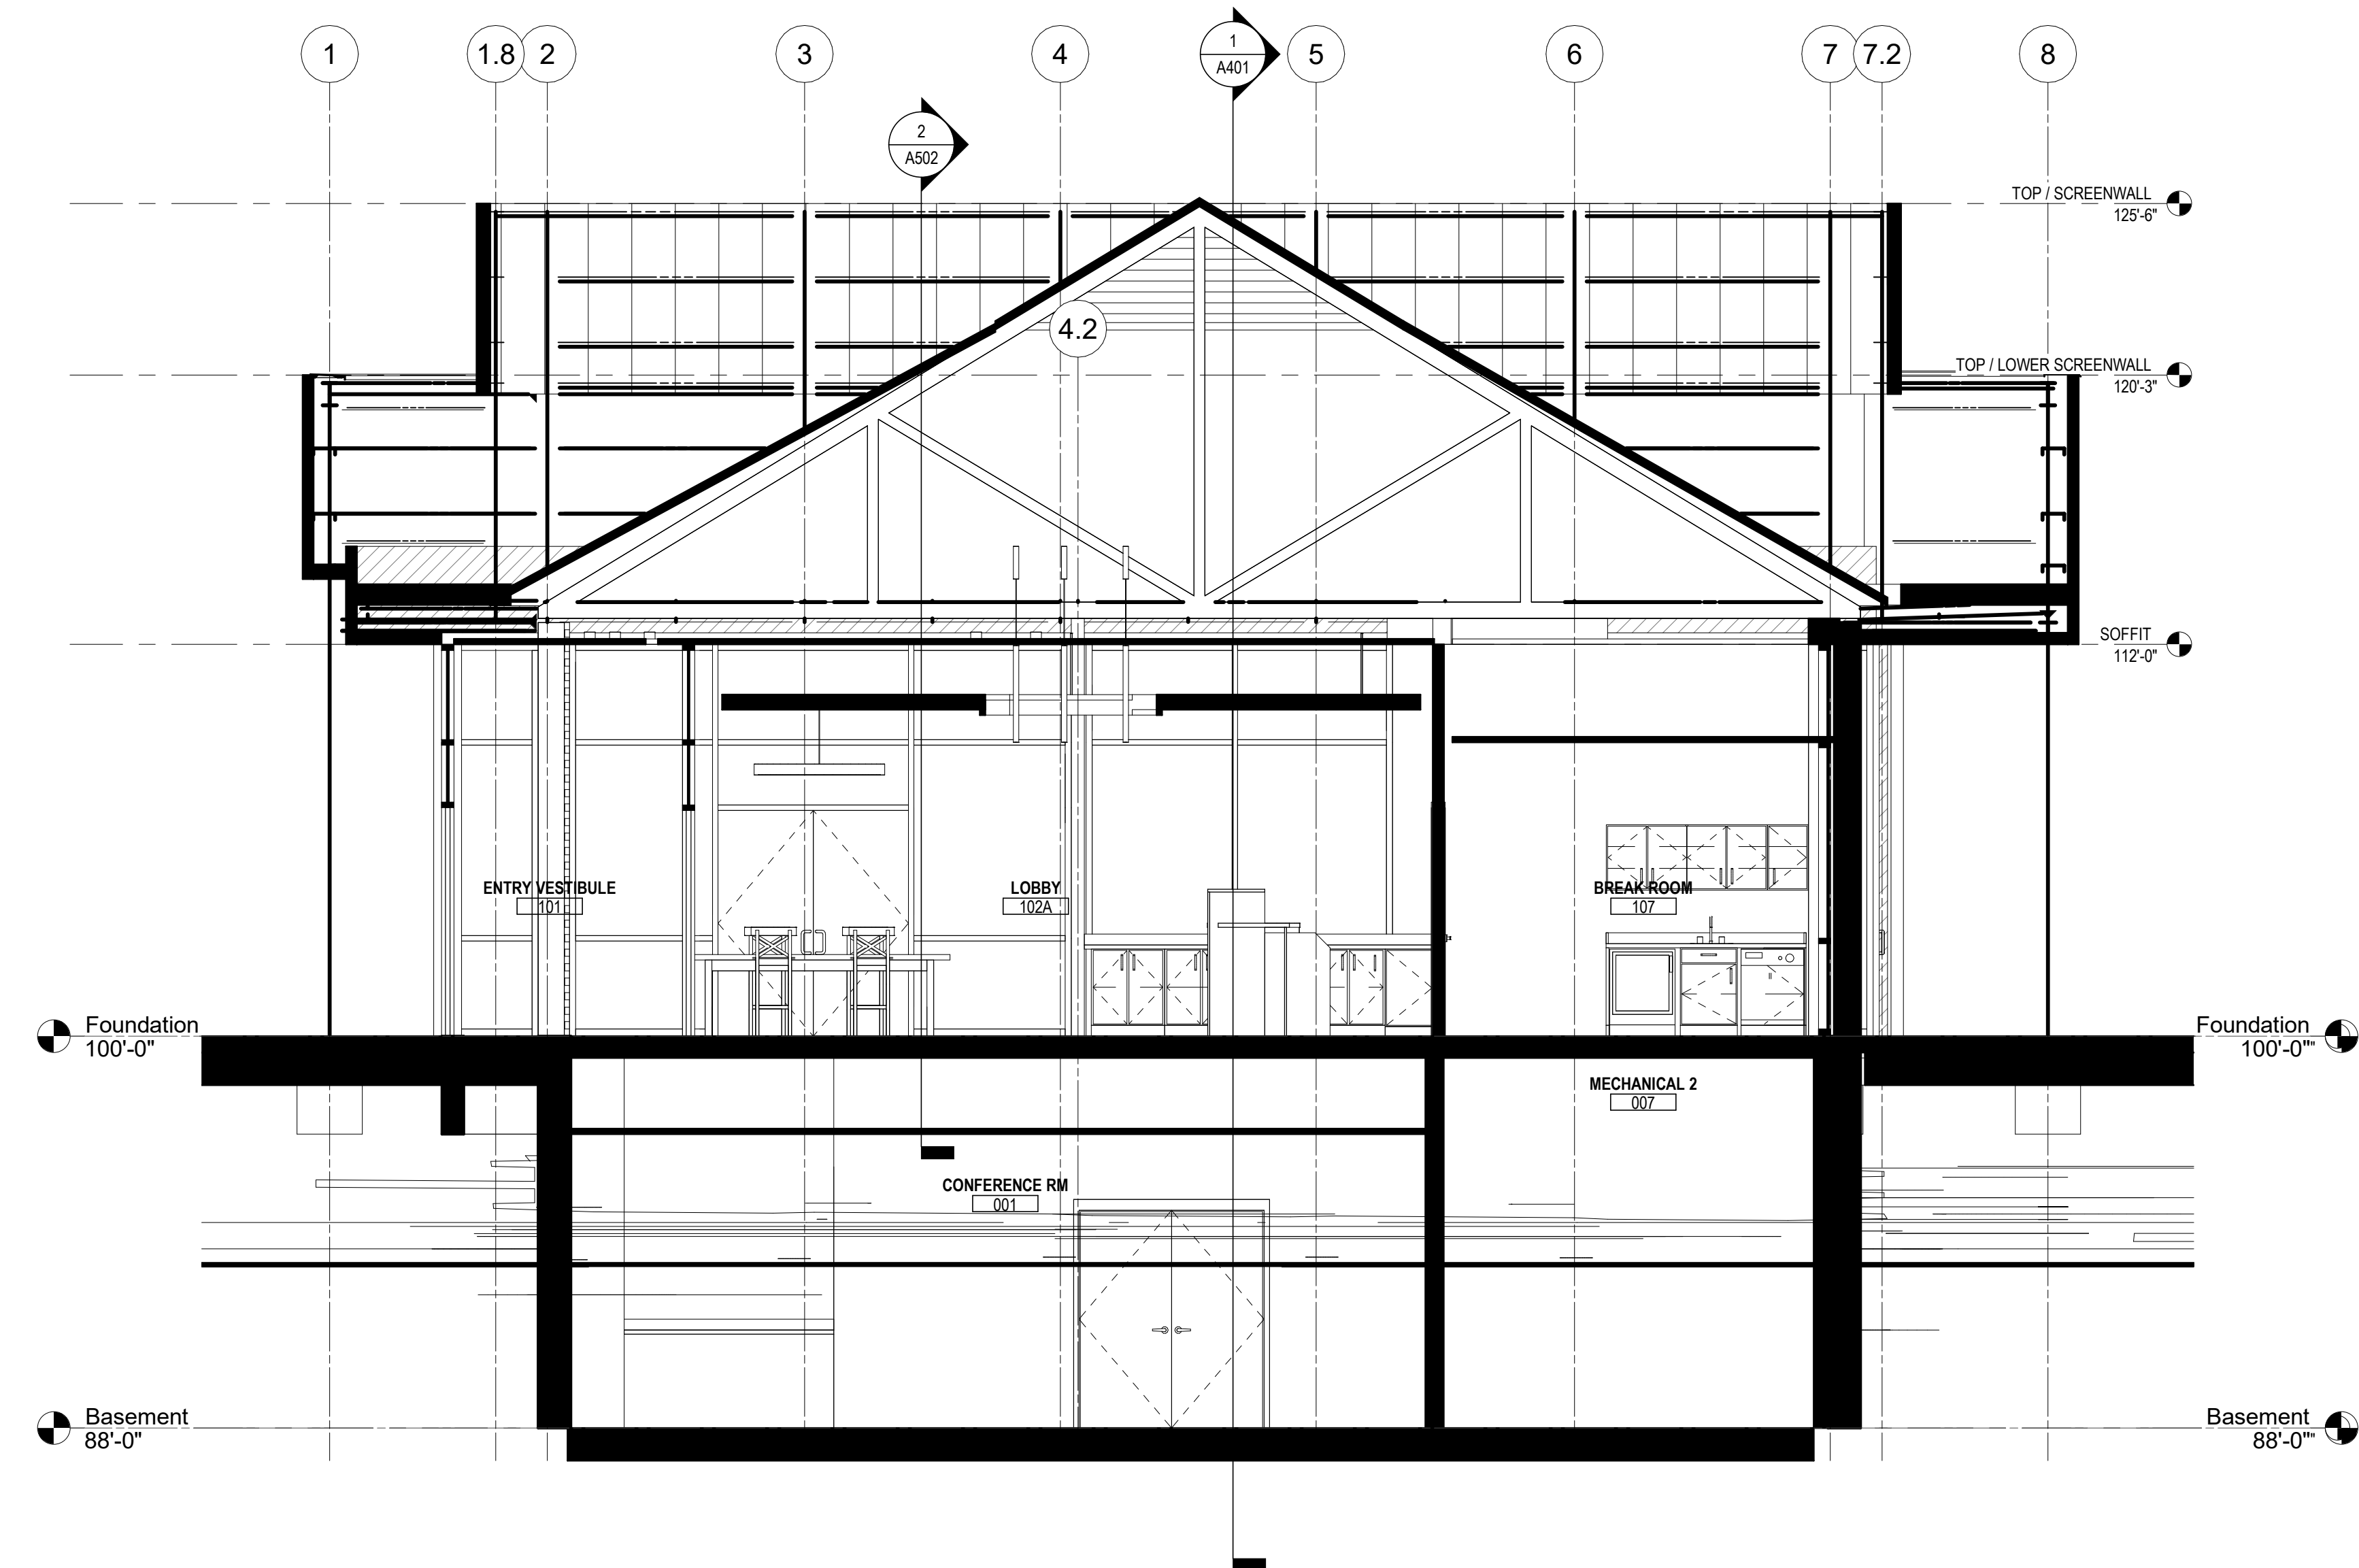 1
1.8
2
3
4
1
A401
5
6
7
7.2
8
2
A502
TOP / SCREENWALL
125'-6"
4.2
TOP / LOWER SCREENWALL
120'-3"
SOFFIT
112'-0"
ENTRY VESTIBULE
101
LOBBY
102A
BREAK ROOM
107
Foundation
100'-0"
Foundation
100'-0"
MECHANICAL 2
007
CONFERENCE RM
001
Basement
88'-0"
Basement
88'-0"